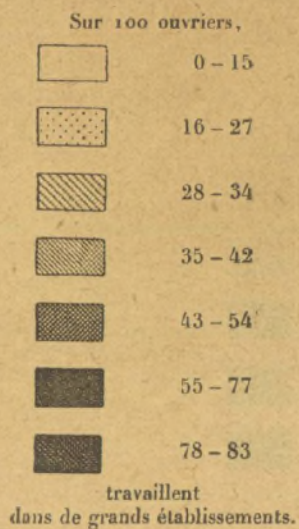 Sur 100 ouvriers,
0 – 15
16 – 27
28 – 34
35 – 42
43 – 54
55 – 77
78 – 83
travaillent
dans de grands établissements.